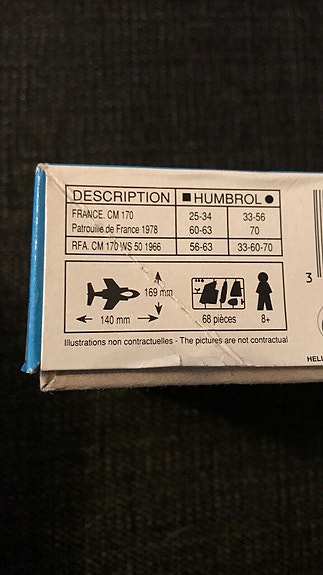 DESCRIPTION ■ HUMBROL ●
FRANCE. CM 170 25-34 33-56
Patrouille de France 1978 60-63 70
RFA. CM 170 WS 50 1966 56-63 33-60-70
169 mm
140 mm
68 pièces
8+
Illustrations non contractuelles - The pictures are not contractual
3
HELL